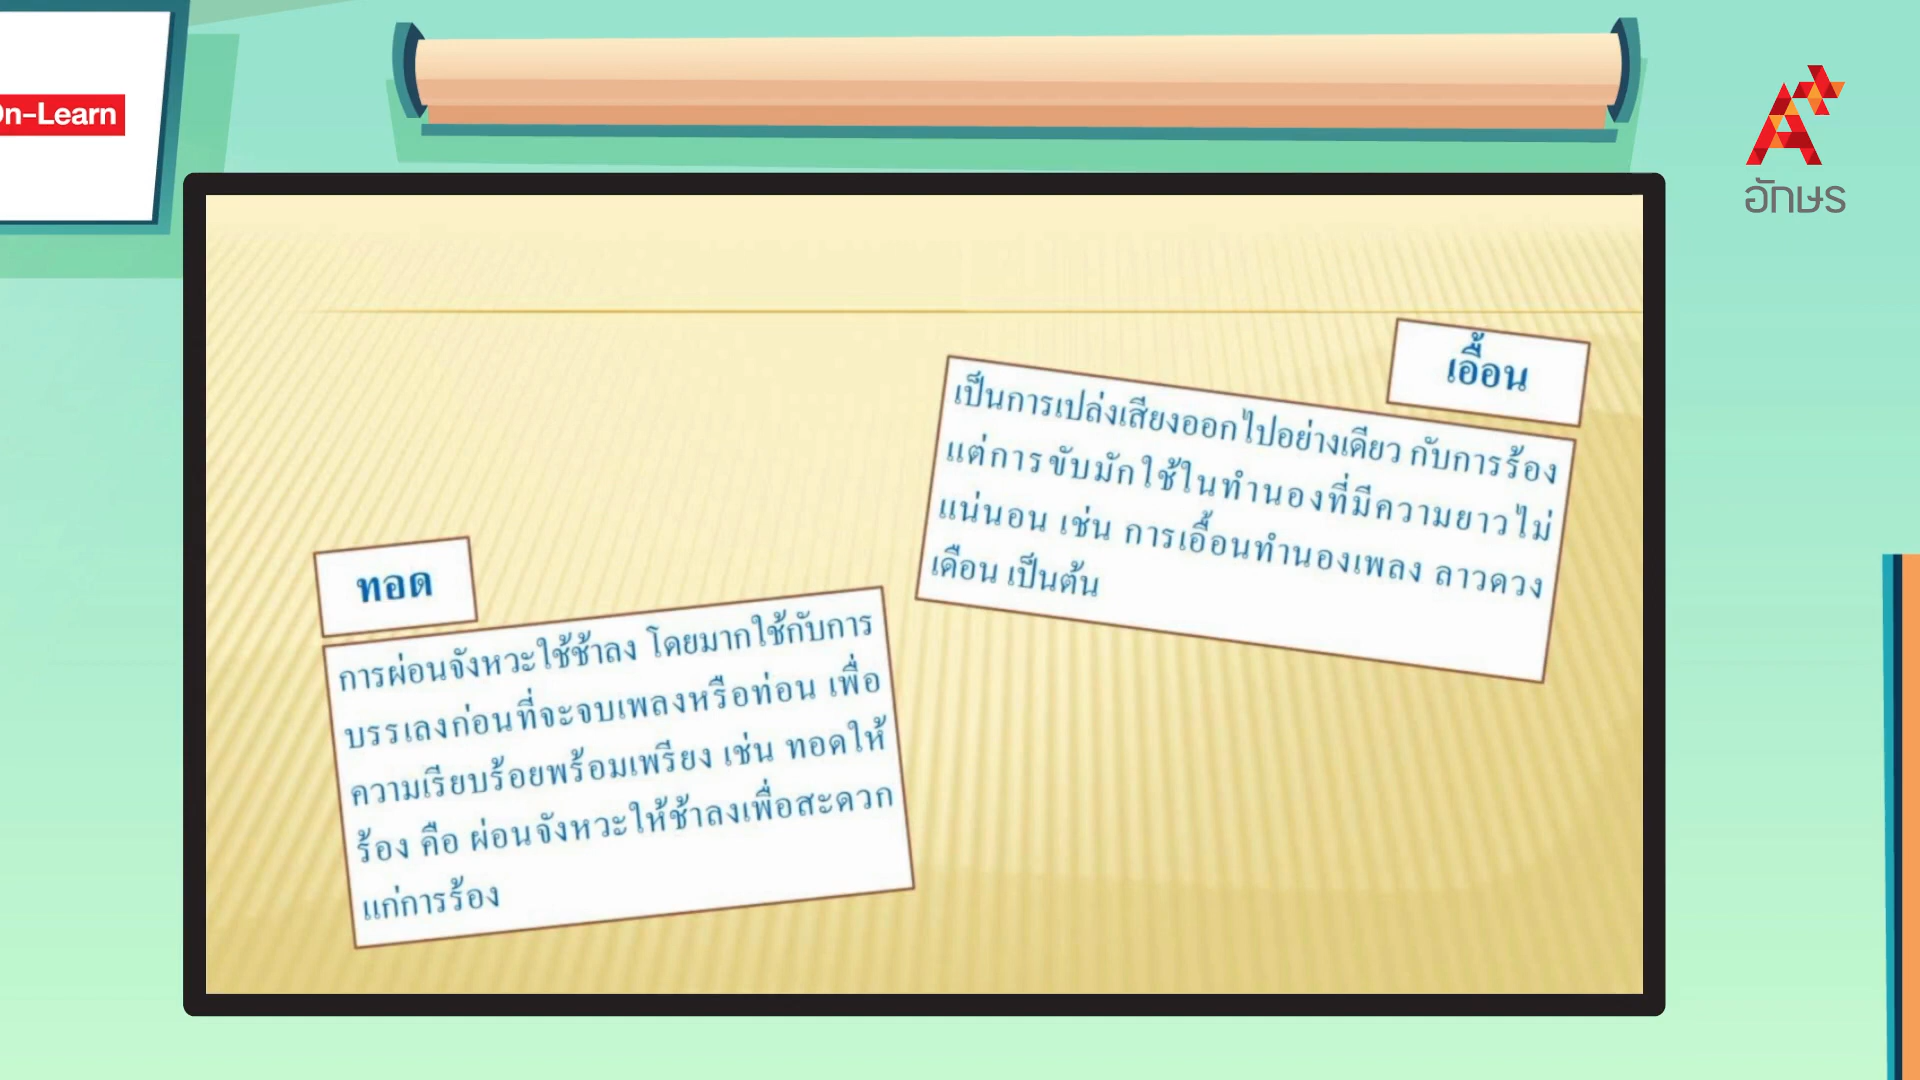 On-Learn
อักษร
เอื้อน
เป็นการเปล่งเสียงออกไปอย่างเดียว กับการร้อง
แต่การขับมักใช้ในทำนองที่มีความยาวไม่
แน่นอน เช่น การเอื้อนทำนองเพลง ลาวดวง
เดือน เป็นต้น
ทอด
การผ่อนจังหวะใช้ช้าลง โดยมากใช้กับการ
บรรเลงก่อนที่จะจบเพลงหรือท่อน เพื่อ
ความเรียบร้อยพร้อมเพรียง เช่น ทอดให้
ร้อง คือ ผ่อนจังหวะให้ช้าลงเพื่อสะดวก
แก่การร้อง